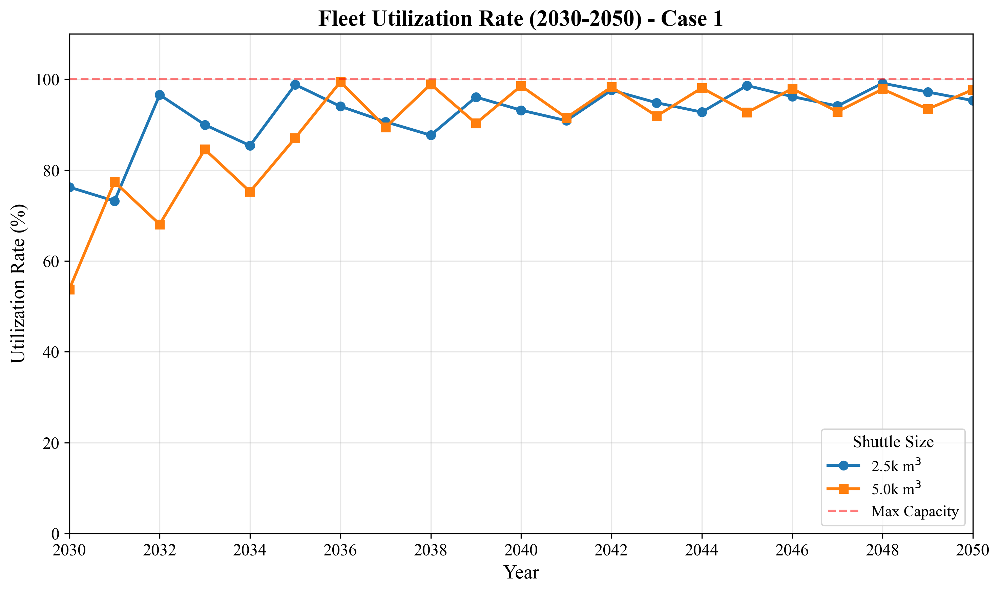 Fleet Utilization Rate (2030-2050) - Case 1
Utilization Rate (%)
100
80
60
40
20
0
2030 2032 2034 2036 2038 2040 2042 2044 2046 2048 2050
Year
Shuttle Size
2.5k m³
5.0k m³
Max Capacity